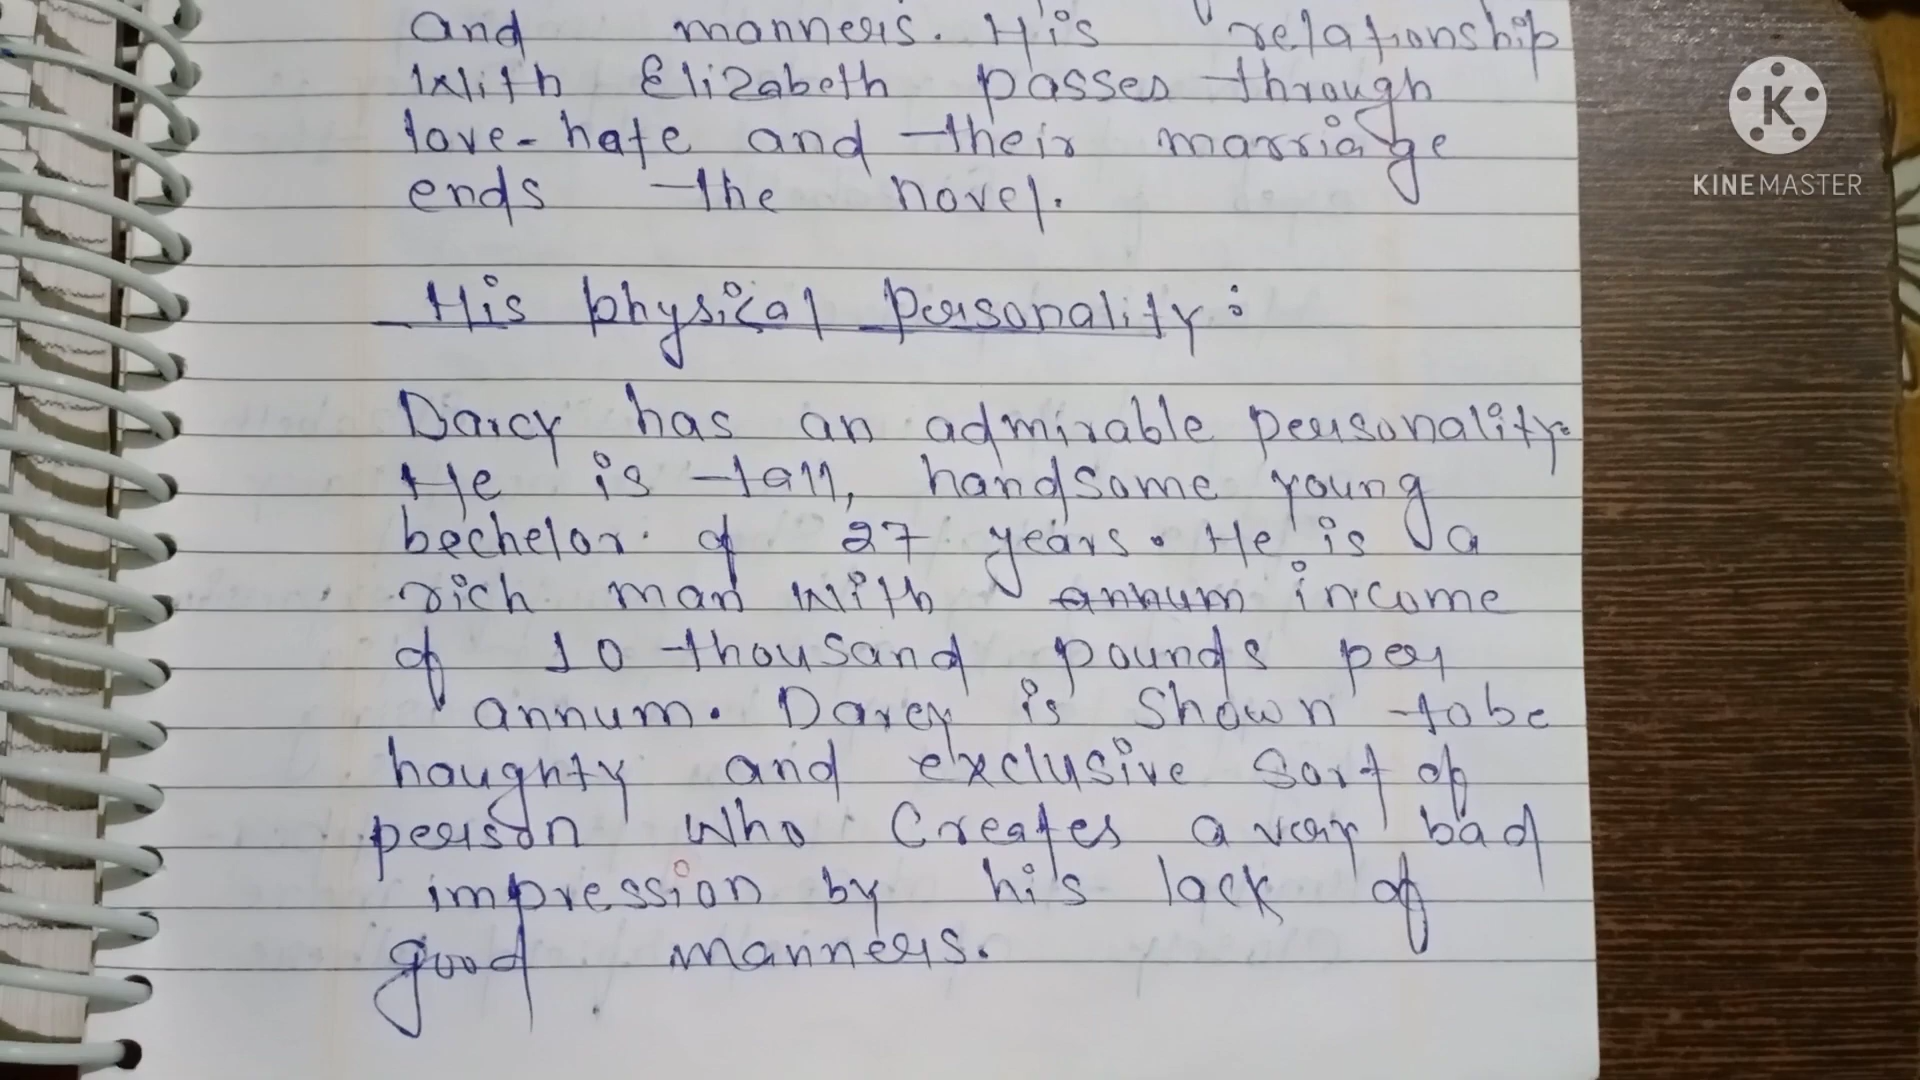 and manners. His relationship
With Elizabeth passes through
love-hate and their marriage
ends the novel.
His physical personality:
Darcy has an admirable personality.
He is tall, handsome young
bechelor of 27 years. He is a
rich man with annum income
of 10 thousand pounds per
annum. Darcy is shown tobe
houghty and exclusive sort of
person who Creates a very bad
impression by his lack of
good manners.
K
KINEMASTER